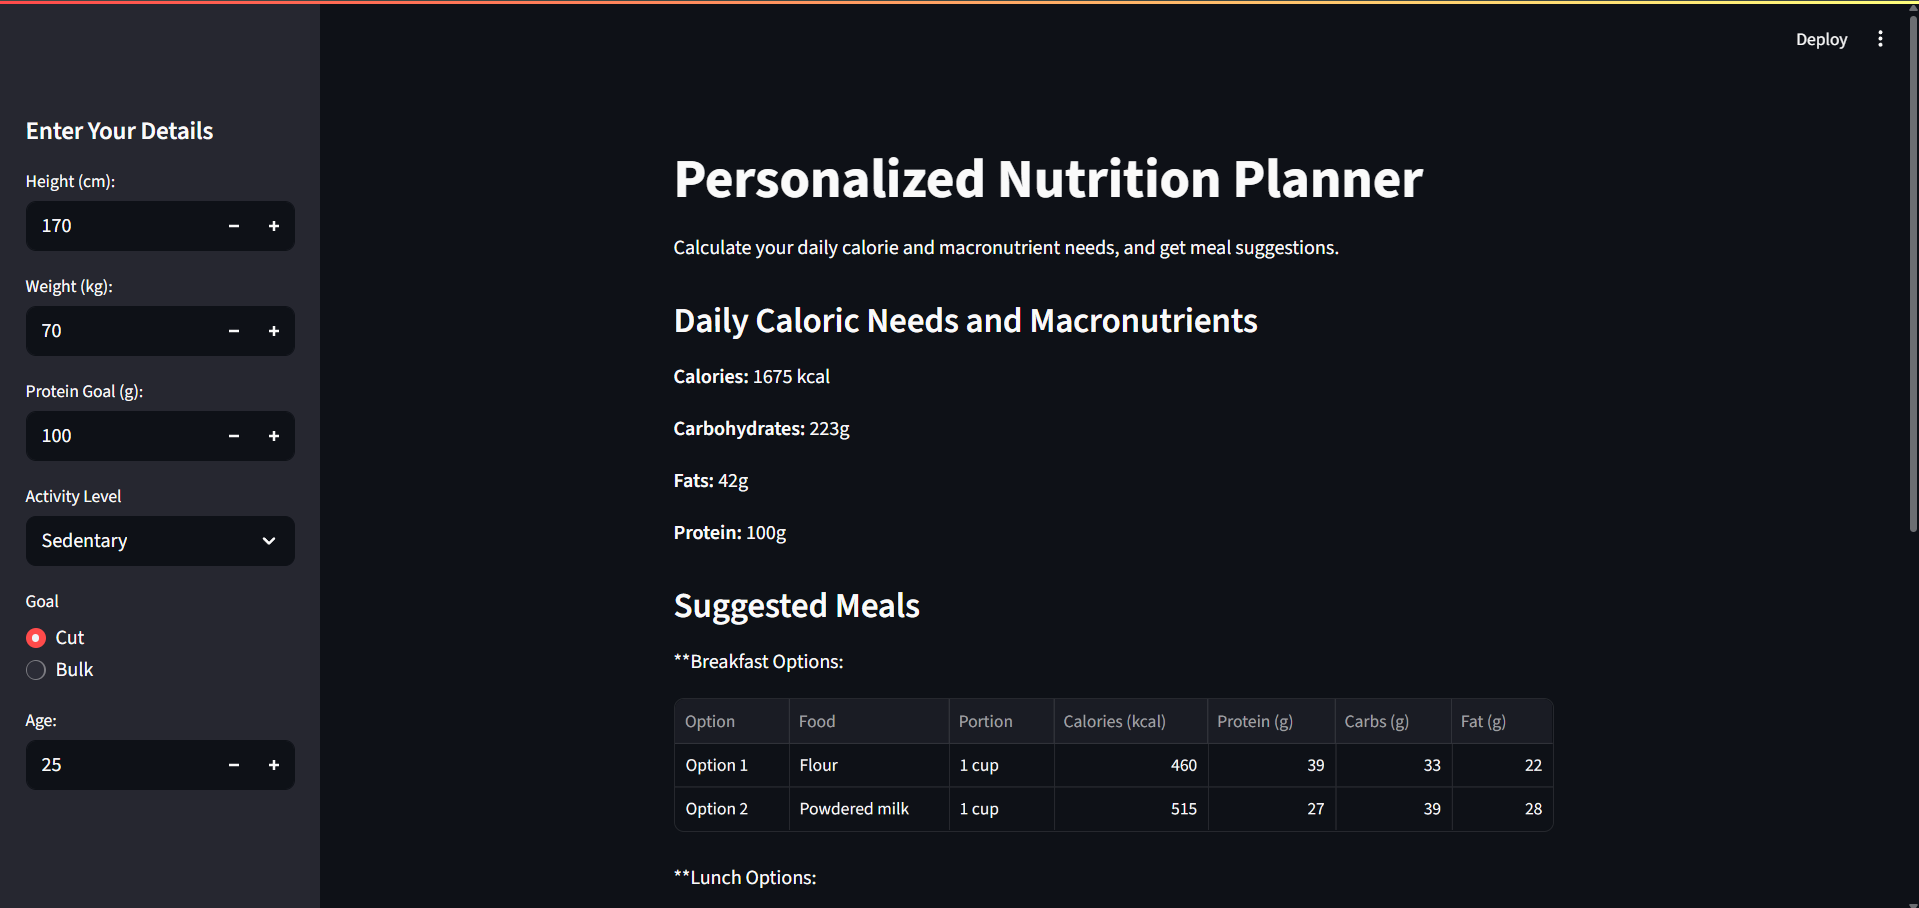 Deploy
Enter Your Details
Height (cm):
170
Weight (kg):
70
Protein Goal (g):
100
Activity Level
Sedentary
Goal
Cut
Bulk
Age:
25
Personalized Nutrition Planner
Calculate your daily calorie and macronutrient needs, and get meal suggestions.
Daily Caloric Needs and Macronutrients
Calories: 1675 kcal
Carbohydrates: 223g
Fats: 42g
Protein: 100g
Suggested Meals
**Breakfast Options:
Option Food Portion Calories (kcal) Protein (g) Carbs (g) Fat (g)
Option 1 Flour 1 cup 460 39 33 22
Option 2 Powdered milk 1 cup 515 27 39 28
**Lunch Options: